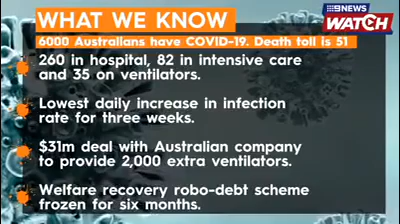 WHAT WE KNOW
9NEWS
WATCH
6000 Australians have COVID-19. Death toll is 51
260 in hospital, 82 in intensive care
and 35 on ventilators.
Lowest daily increase in infection
rate for three weeks.
$31m deal with Australian company
to provide 2,000 extra ventilators.
Welfare recovery robo-debt scheme
frozen for six months.